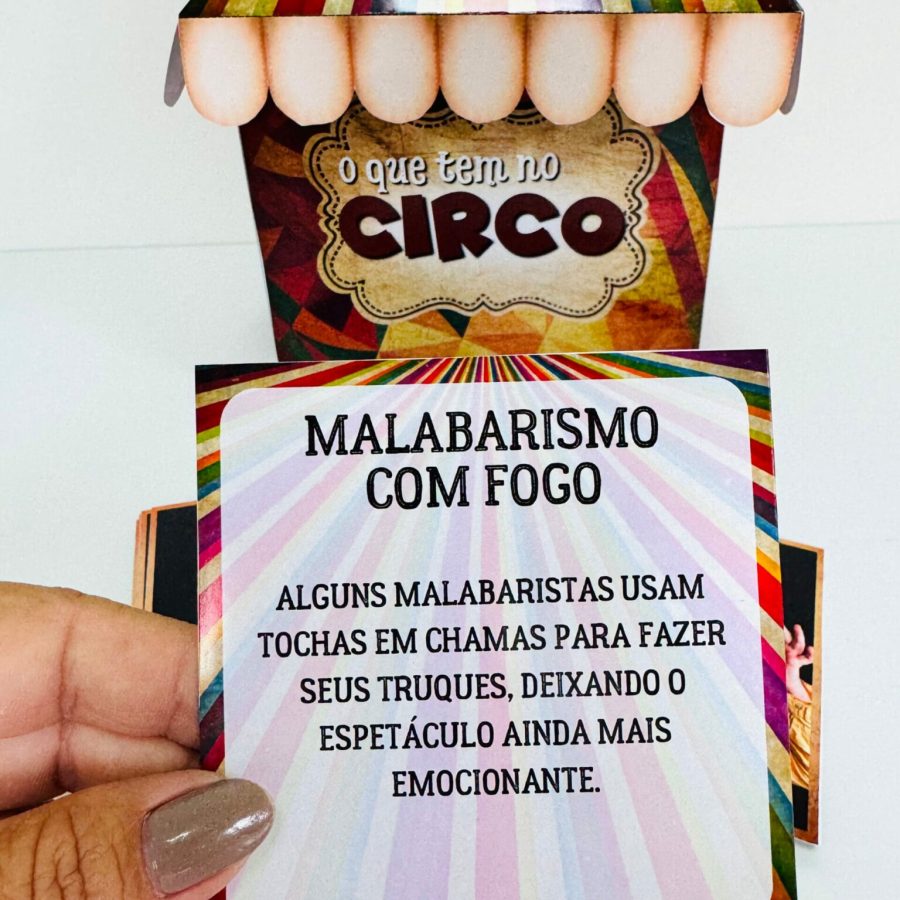 o que tem no
CIRCO
MALABARISMO
COM FOGO
ALGUNS MALABARISTAS USAM
TOCHAS EM CHAMAS PARA FAZER
SEUS TRUQUES, DEIXANDO O
ESPETÁCULO AINDA MAIS
EMOCIONANTE.